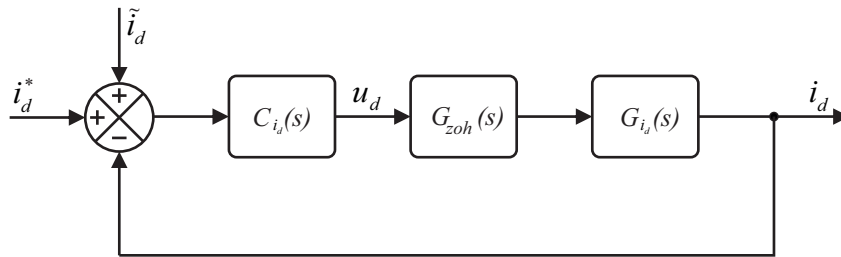 ĩ_d
i_d^*
+
+
−
C_{i_d}(s)
u_d
G_{zoh}(s)
G_{i_d}(s)
i_d